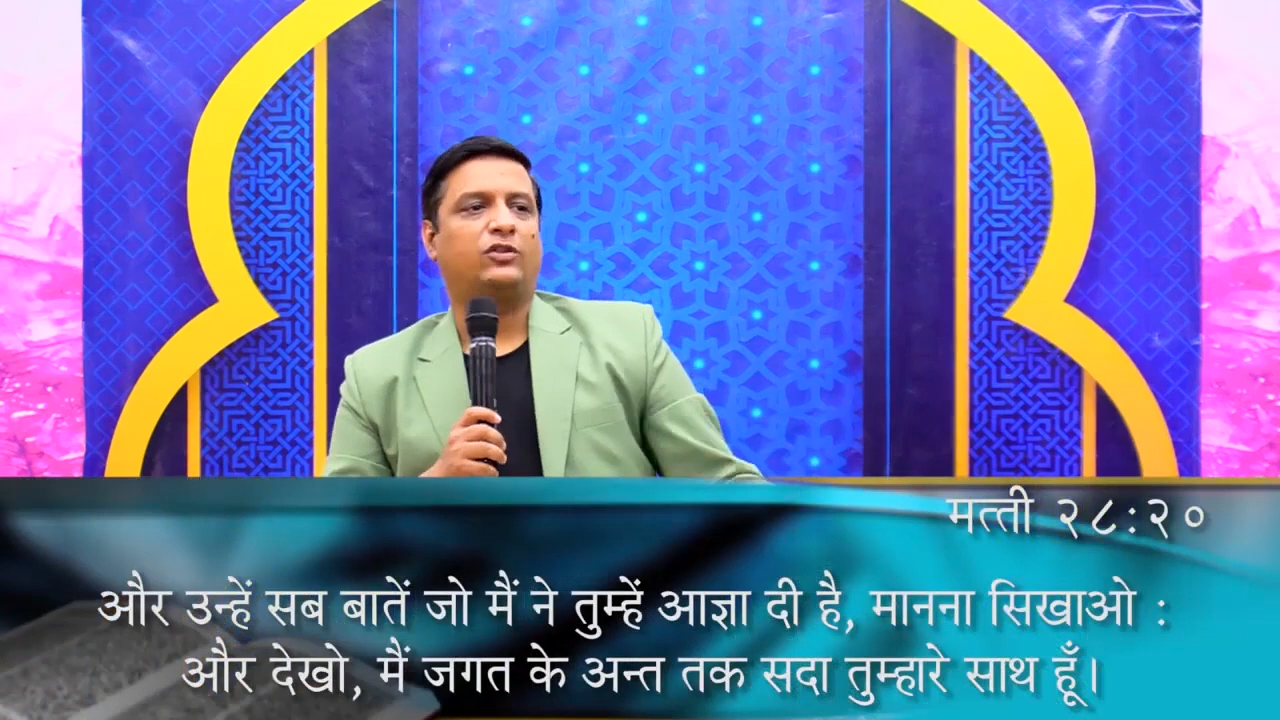 मत्ती २८:२०
और उन्हें सब बातें जो मैं ने तुम्हें आज्ञा दी है, मानना सिखाओ :
और देखो, मैं जगत के अन्त तक सदा तुम्हारे साथ हूँ।